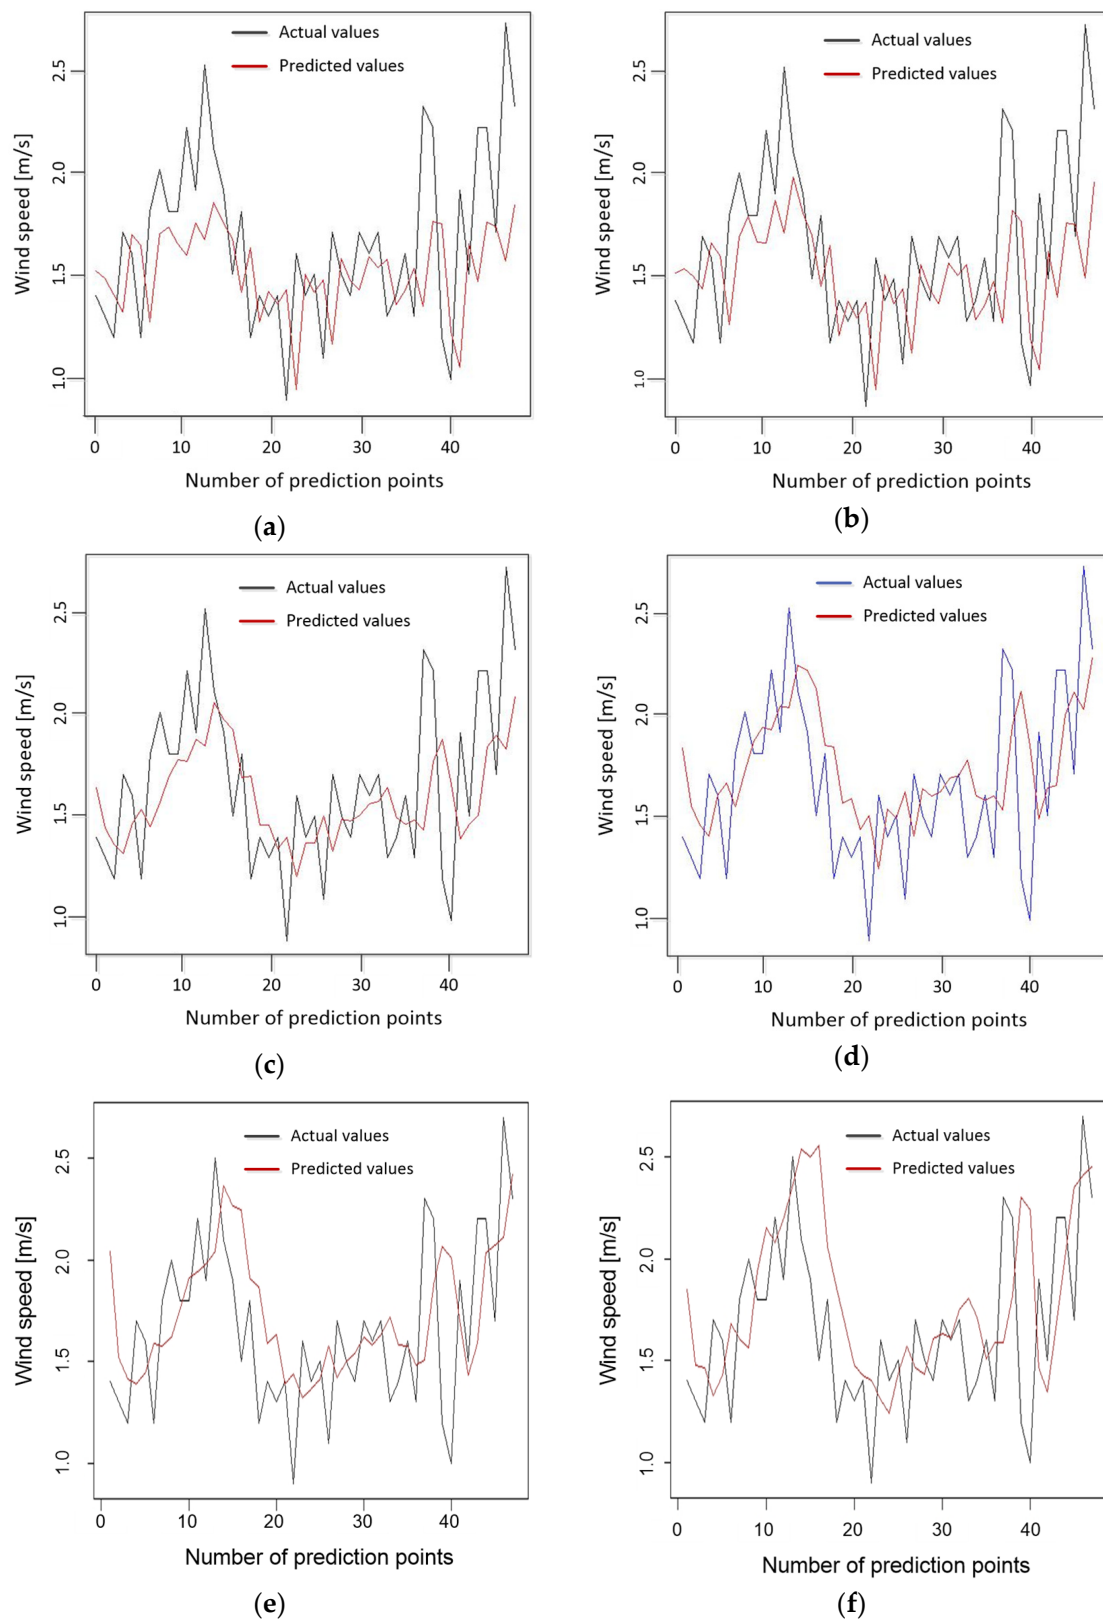 Actual values
Predicted values
Wind speed [m/s]
2.5
2.0
1.5
1.0
0 10 20 30 40
Number of prediction points
(a)
Actual values
Predicted values
Wind speed [m/s]
2.5
2.0
1.5
1.0
0 10 20 30 40
Number of prediction points
(b)
Actual values
Predicted values
Wind speed [m/s]
2.5
2.0
1.5
1.0
0 10 20 30 40
Number of prediction points
(c)
Actual values
Predicted values
Wind speed [m/s]
2.5
2.0
1.5
1.0
0 10 20 30 40
Number of prediction points
(d)
Actual values
Predicted values
Wind speed [m/s]
2.5
2.0
1.5
1.0
0 10 20 30 40
Number of prediction points
(e)
Actual values
Predicted values
Wind speed [m/s]
2.5
2.0
1.5
1.0
0 10 20 30 40
Number of prediction points
(f)